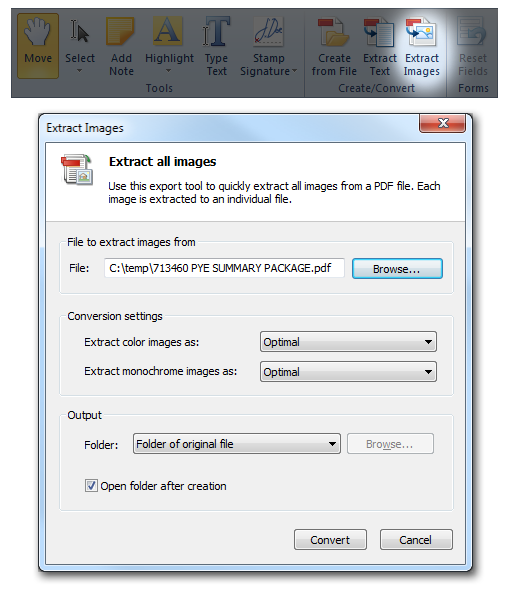 Move
Select
Add
Note
Highlight
Type
Text
Stamp
Signature
Create
from File
Extract
Text
Extract
Images
Reset
Fields
Tools
Create/Convert
Forms
Extract Images
Extract all images
Use this export tool to quickly extract all images from a PDF file. Each
image is extracted to an individual file.
File to extract images from
File: C:\temp\713460 PYE SUMMARY PACKAGE.pdf Browse...
Conversion settings
Extract color images as: Optimal
Extract monochrome images as: Optimal
Output
Folder: Folder of original file Browse...
Open folder after creation
Convert Cancel